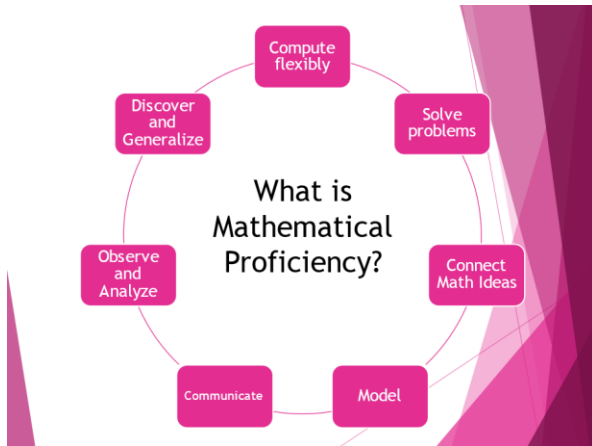 What is
Mathematical
Proficiency?
Compute
flexibly
Solve
problems
Connect
Math Ideas
Model
Communicate
Observe
and
Analyze
Discover
and
Generalize